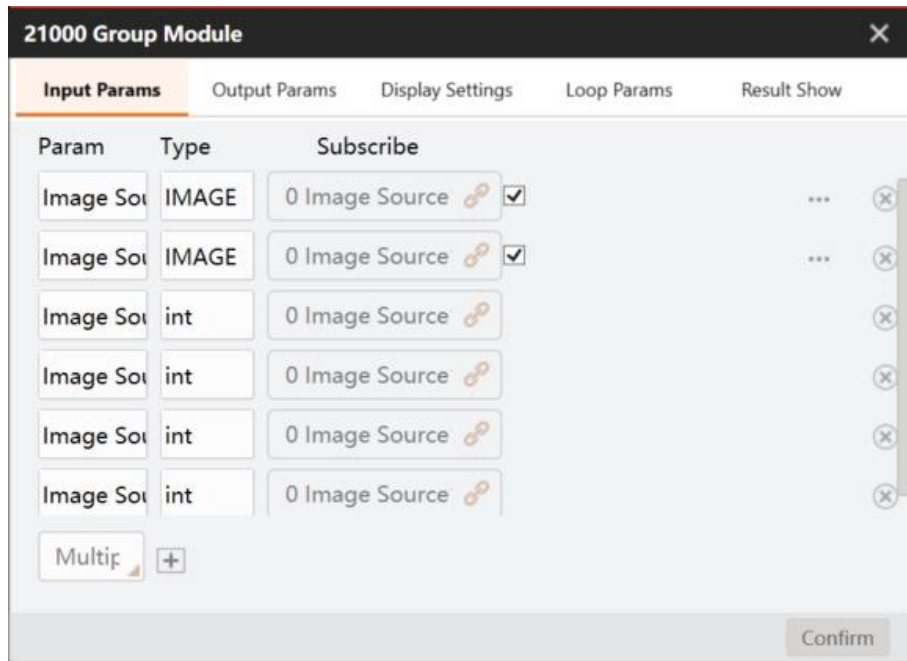 21000 Group Module
Input Params Output Params Display Settings Loop Params Result Show
Param Type Subscribe
Image Sou IMAGE 0 Image Source
Image Sou IMAGE 0 Image Source
Image Sou int 0 Image Source
Image Sou int 0 Image Source
Image Sou int 0 Image Source
Image Sou int 0 Image Source
Multip
Confirm